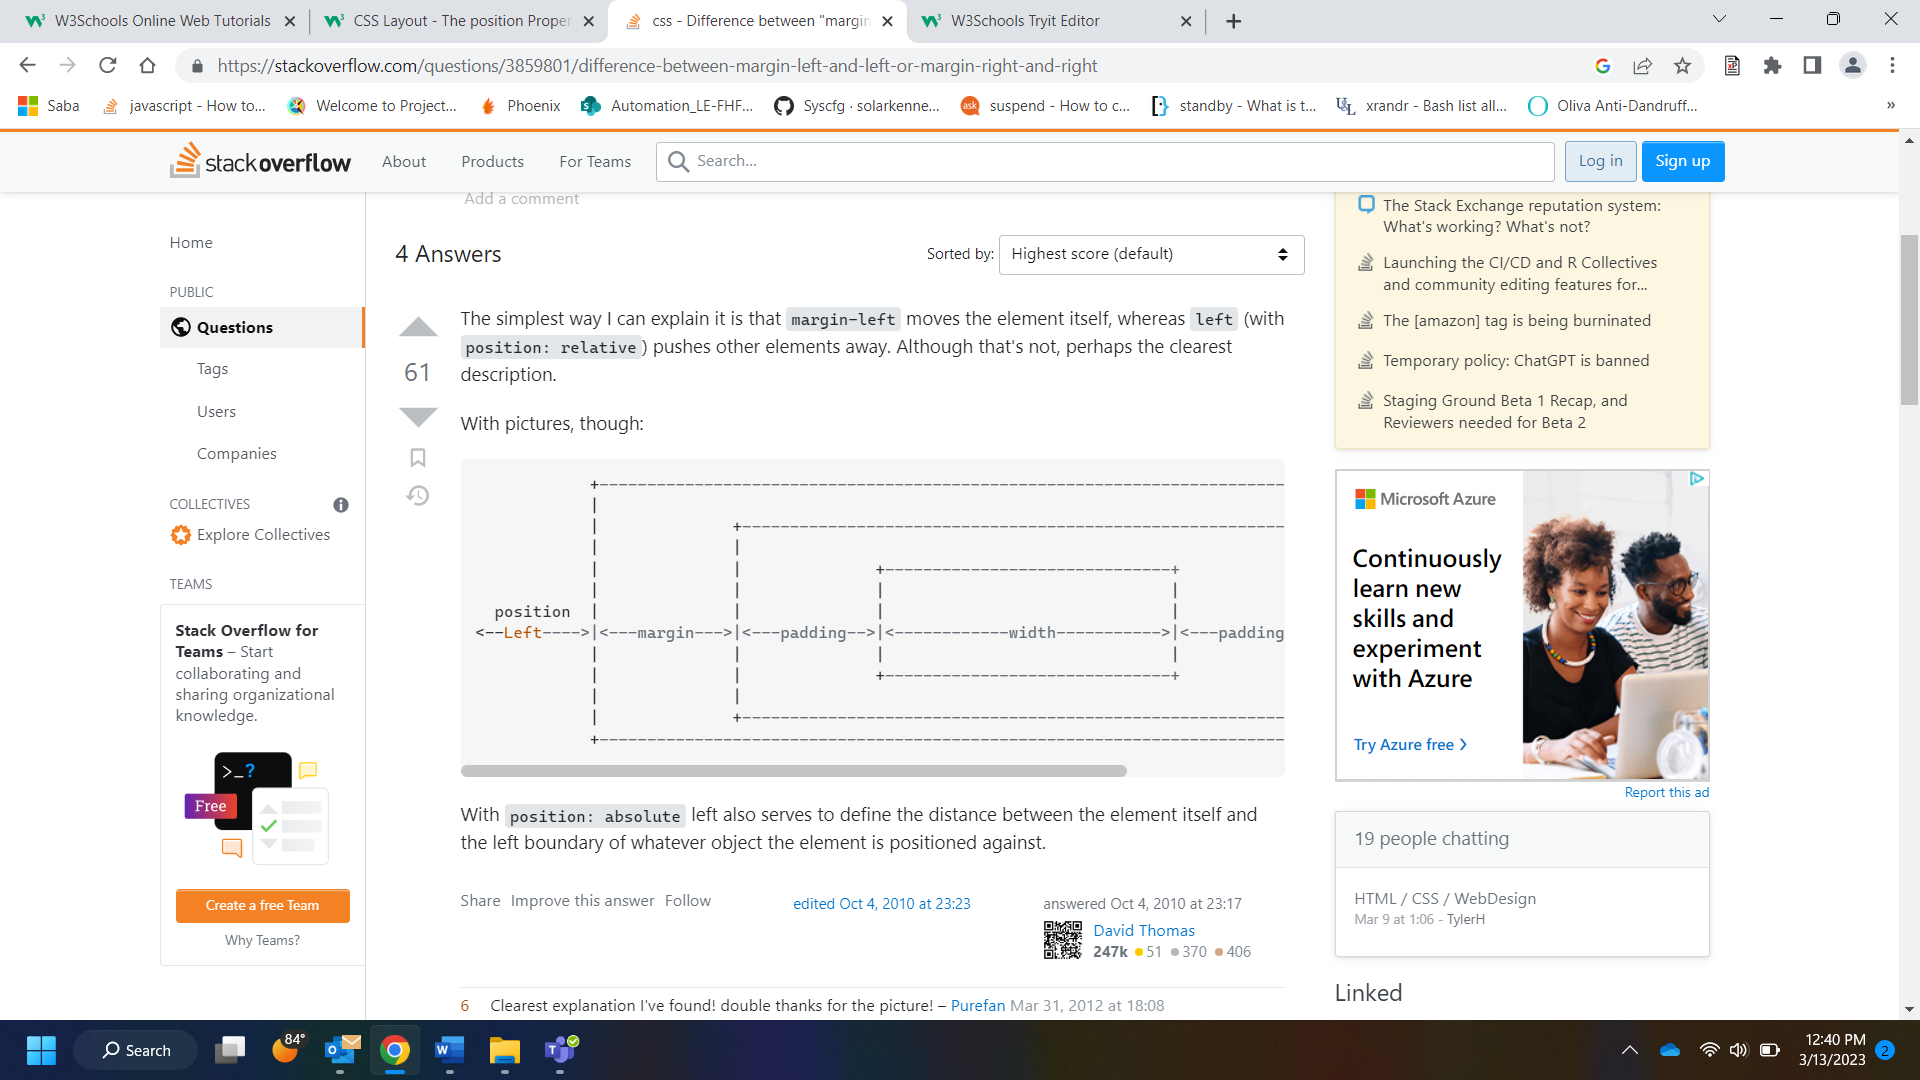 W3Schools Online Web Tutorials
CSS Layout - The position Proper
css - Difference between "margin
W3Schools Tryit Editor
https://stackoverflow.com/questions/3859801/difference-between-margin-left-and-left-or-margin-right-and-right
Saba
javascript - How to...
Welcome to Project...
Phoenix
Automation_LE-FHF...
Syscfg · solarkenne...
ask
suspend - How to c...
standby - What is t...
UL
xrandr - Bash list all...
Oliva Anti-Dandruff...
»
stackoverflow
About
Products
For Teams
Search...
Log in
Sign up
Add a comment
Home
PUBLIC
Questions
Tags
Users
Companies
COLLECTIVES
Explore Collectives
TEAMS
Stack Overflow for
Teams – Start
collaborating and
sharing organizational
knowledge.
>_?
Free
Create a free Team
Why Teams?
4 Answers
Sorted by:
Highest score (default)
61
The simplest way I can explain it is that margin-left moves the element itself, whereas left (with
position: relative) pushes other elements away. Although that's not, perhaps the clearest
description.
With pictures, though:
position
<--Left---->|<---margin--->|<---padding-->|<------------width----------->|<---padding
With position: absolute left also serves to define the distance between the element itself and
the left boundary of whatever object the element is positioned against.
Share Improve this answer Follow
edited Oct 4, 2010 at 23:23
answered Oct 4, 2010 at 23:17
David Thomas
247k 51 370 406
6 Clearest explanation I've found! double thanks for the picture! – Purefan Mar 31, 2012 at 18:08
The Stack Exchange reputation system:
What's working? What's not?
Launching the CI/CD and R Collectives
and community editing features for...
The [amazon] tag is being burninated
Temporary policy: ChatGPT is banned
Staging Ground Beta 1 Recap, and
Reviewers needed for Beta 2
Microsoft Azure
Continuously
learn new
skills and
experiment
with Azure
Try Azure free >
Report this ad
19 people chatting
HTML / CSS / WebDesign
Mar 9 at 1:06 - TylerH
Linked
Search
84°
12:40 PM
3/13/2023
2